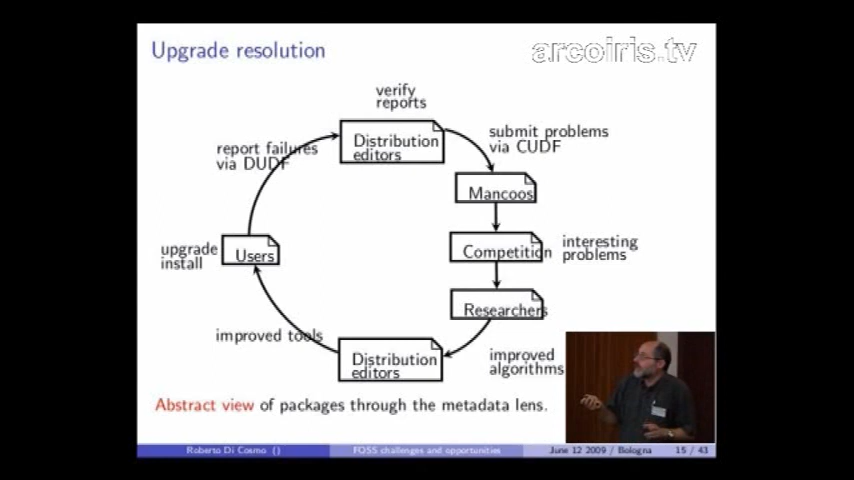 Upgrade resolution
arcoiris.tv
verify
reports
Distribution
editors
submit problems
via CUDF
report failures
via DUDF
Mancoos
upgrade
install
Users
Competition
interesting
problems
Researchers
improved tools
Distribution
editors
improved
algorithms
Abstract view of packages through the metadata lens.
Roberto Di Cosmo () FOSS challenges and opportunities June 12 2009 / Bologna 15 / 43